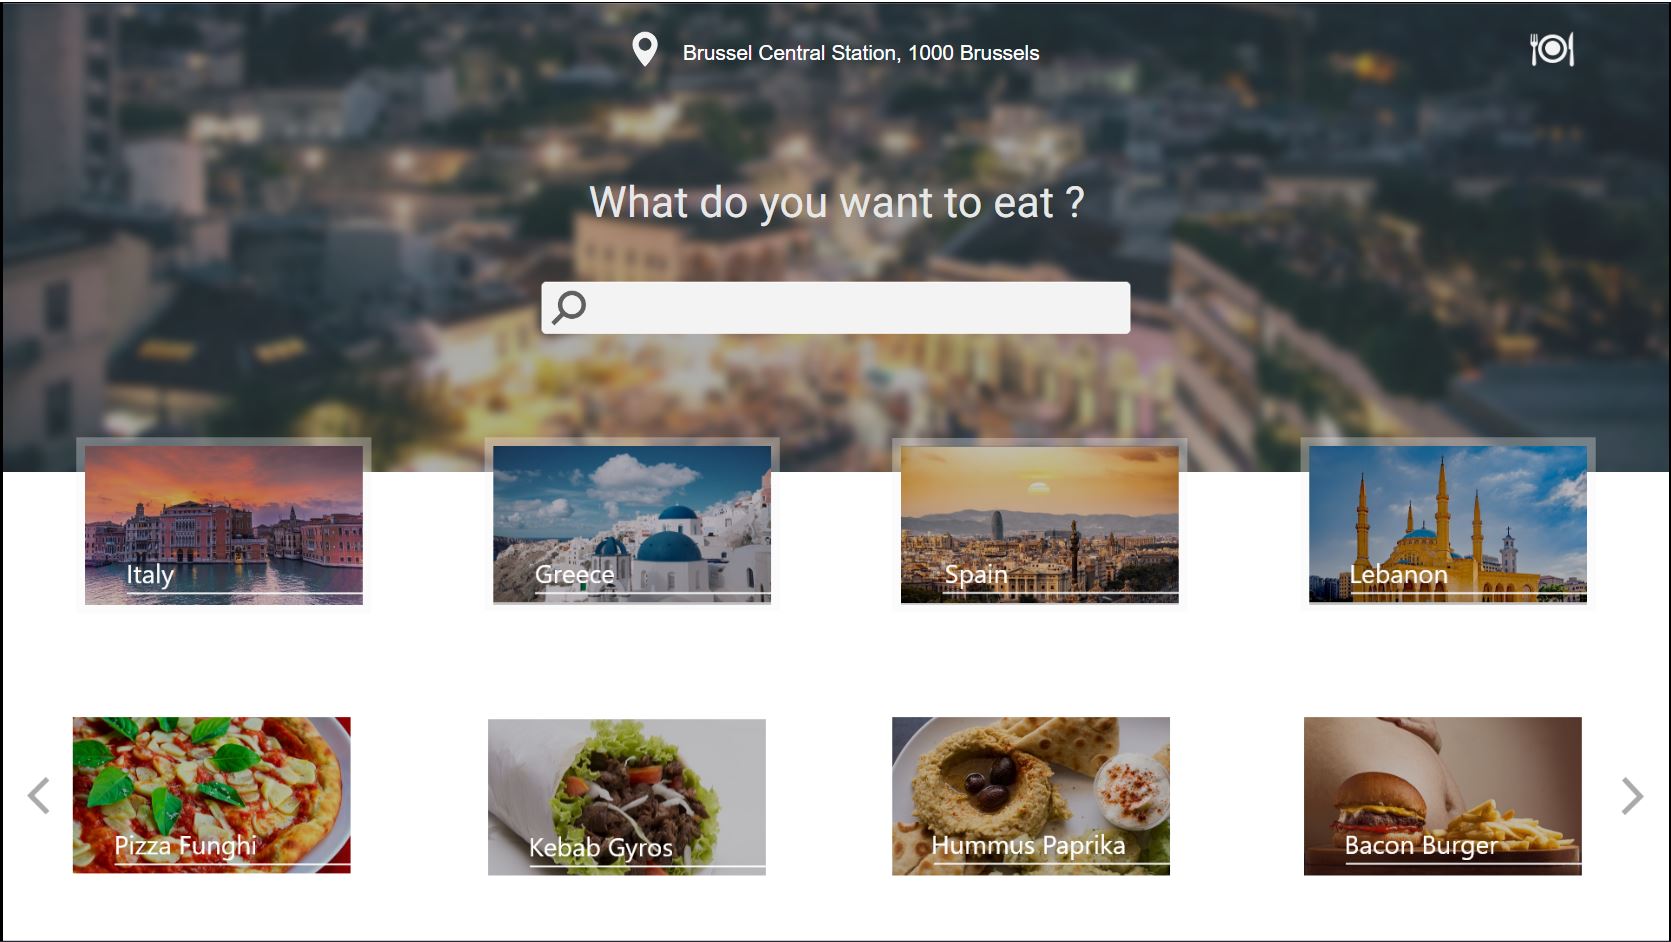 Brussel Central Station, 1000 Brussels
What do you want to eat ?
Italy
Greece
Spain
Lebanon
Pizza Funghi
Kebab Gyros
Hummus Paprika
Bacon Burger